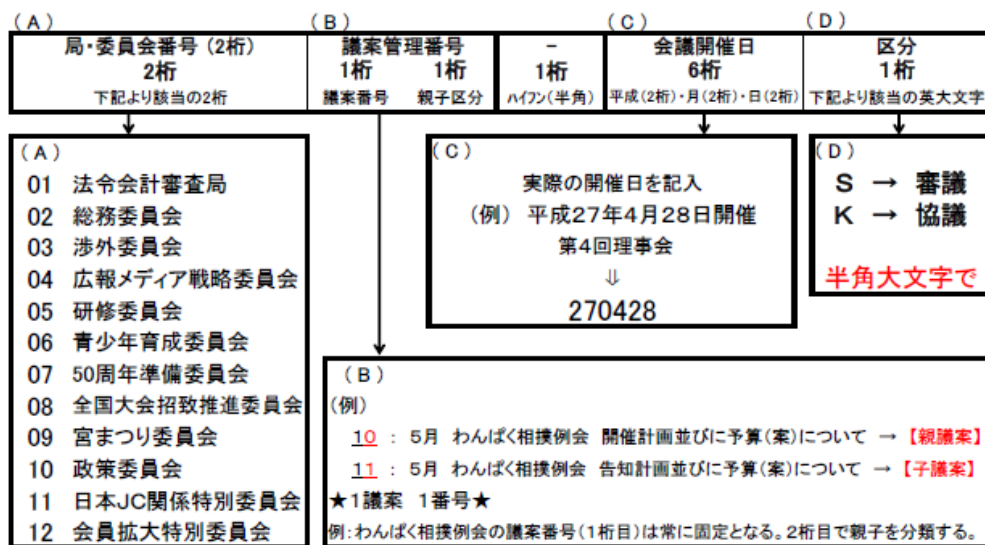 (A)
(B)
(C)
(D)
局・委員会番号(2桁)
2桁
下記より該当の2桁
議案管理番号
1桁 1桁
議案番号 親子区分
-
1桁
ハイフン(半角)
会議開催日
6桁
平成(2桁)・月(2桁)・日(2桁)
区分
1桁
下記より該当の英大文字
(A)
01 法令会計審査局
02 総務委員会
03 渉外委員会
04 広報メディア戦略委員会
05 研修委員会
06 青少年育成委員会
07 50周年準備委員会
08 全国大会招致推進委員会
09 宮まつり委員会
10 政策委員会
11 日本JC関係特別委員会
12 会員拡大特別委員会
(C)
実際の開催日を記入
(例) 平成27年4月28日開催
第4回理事会
⇓
270428
(D)
S → 審議
K → 協議
半角大文字で
(B)
(例)
10 : 5月 わんぱく相撲例会 開催計画並びに予算(案)について → 【親議案】
11 : 5月 わんぱく相撲例会 告知計画並びに予算(案)について → 【子議案】
★1議案 1番号★
例:わんぱく相撲例会の議案番号(1桁目)は常に固定となる。2桁目で親子を分類する。